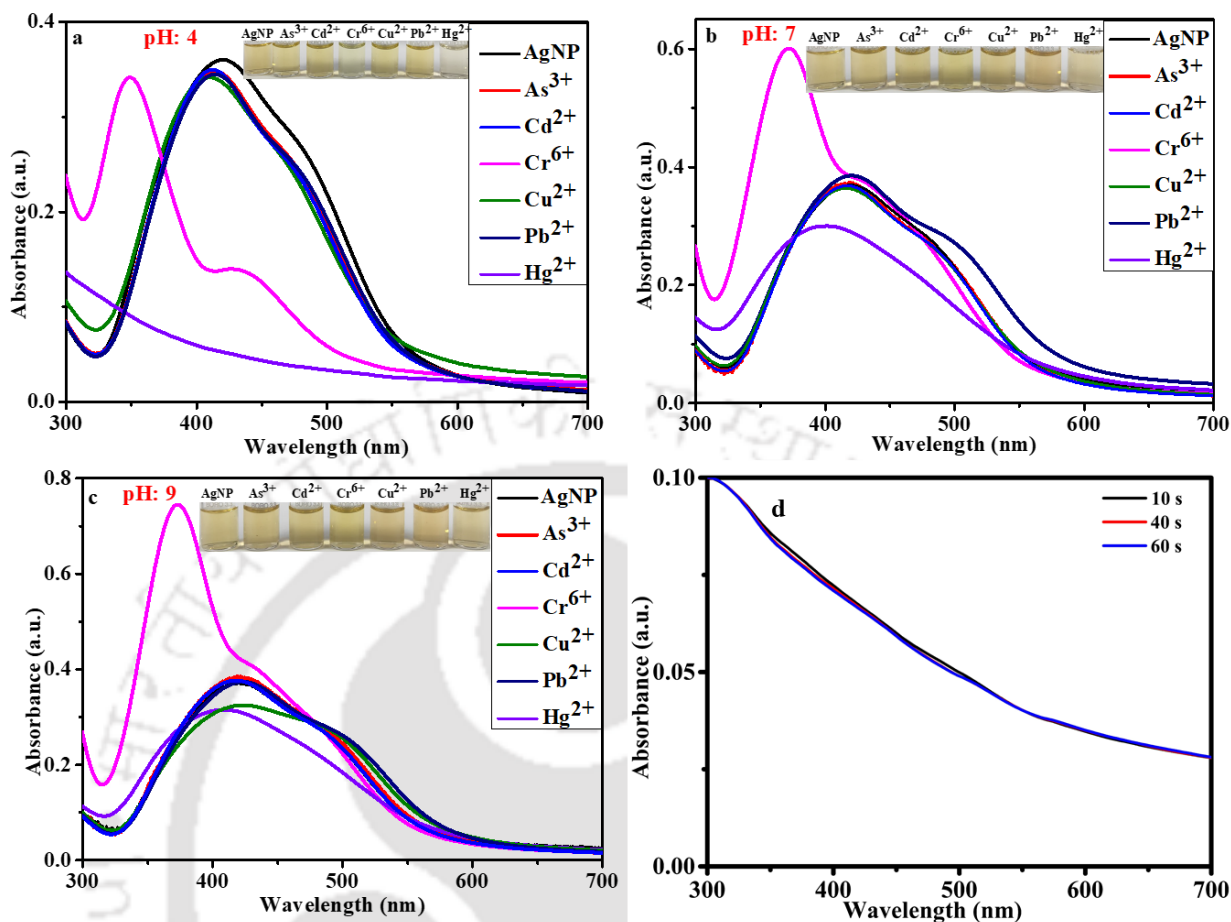 a
pH: 4
AgNP As³⁺ Cd²⁺ Cr⁶⁺ Cu²⁺ Pb²⁺ Hg²⁺
AgNP
As³⁺
Cd²⁺
Cr⁶⁺
Cu²⁺
Pb²⁺
Hg²⁺
0.4
0.2
0.0
Absorbance (a.u.)
300 400 500 600 700
Wavelength (nm)
b
pH: 7
AgNP As³⁺ Cd²⁺ Cr⁶⁺ Cu²⁺ Pb²⁺ Hg²⁺
AgNP
As³⁺
Cd²⁺
Cr⁶⁺
Cu²⁺
Pb²⁺
Hg²⁺
0.6
0.4
0.2
0.0
Absorbance (a.u.)
300 400 500 600 700
Wavelength (nm)
c
pH: 9
AgNP As³⁺ Cd²⁺ Cr⁶⁺ Cu²⁺ Pb²⁺ Hg²⁺
AgNP
As³⁺
Cd²⁺
Cr⁶⁺
Cu²⁺
Pb²⁺
Hg²⁺
0.8
0.6
0.4
0.2
0.0
Absorbance (a.u.)
300 400 500 600 700
Wavelength (nm)
d
10 s
40 s
60 s
0.10
0.05
0.00
Absorbance (a.u.)
300 400 500 600 700
Wavelength (nm)